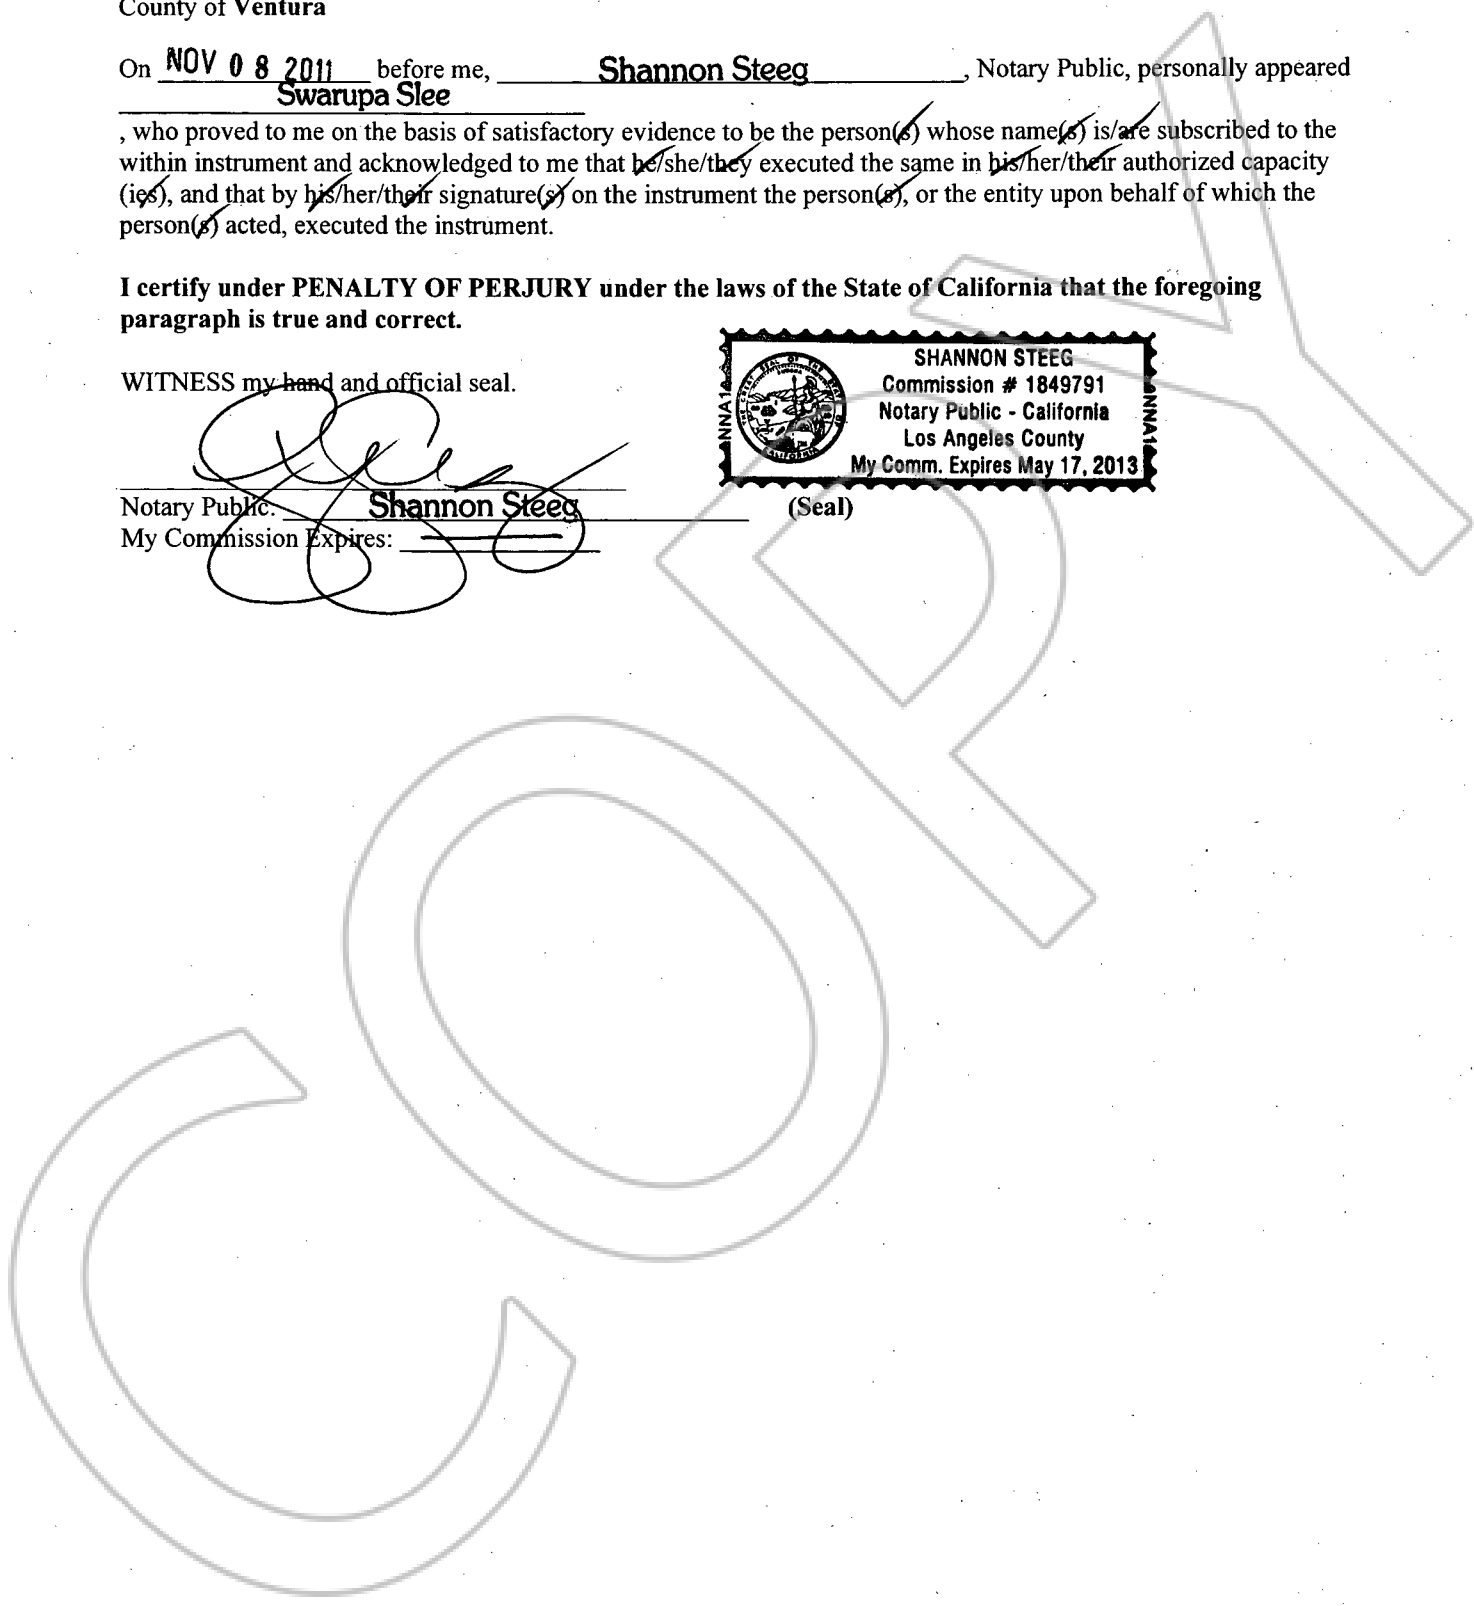 County of Ventura
On NOV 08 2011 before me, Shannon Steeg, Notary Public, personally appeared
Swarupa Slee
, who proved to me on the basis of satisfactory evidence to be the person(s) whose name(s) is/are subscribed to the
within instrument and acknowledged to me that he/she/they executed the same in his/her/their authorized capacity
(ies), and that by his/her/their signature(s) on the instrument the person(s), or the entity upon behalf of which the
person(s) acted, executed the instrument.
I certify under PENALTY OF PERJURY under the laws of the State of California that the foregoing
paragraph is true and correct.
WITNESS my hand and official seal.
SHANNON STEEG
Commission # 1849791
Notary Public - California
Los Angeles County
My Comm. Expires May 17, 2013
NNA1
NNA1
Notary Public: Shannon Steeg
(Seal)
My Commission Expires:
COPY